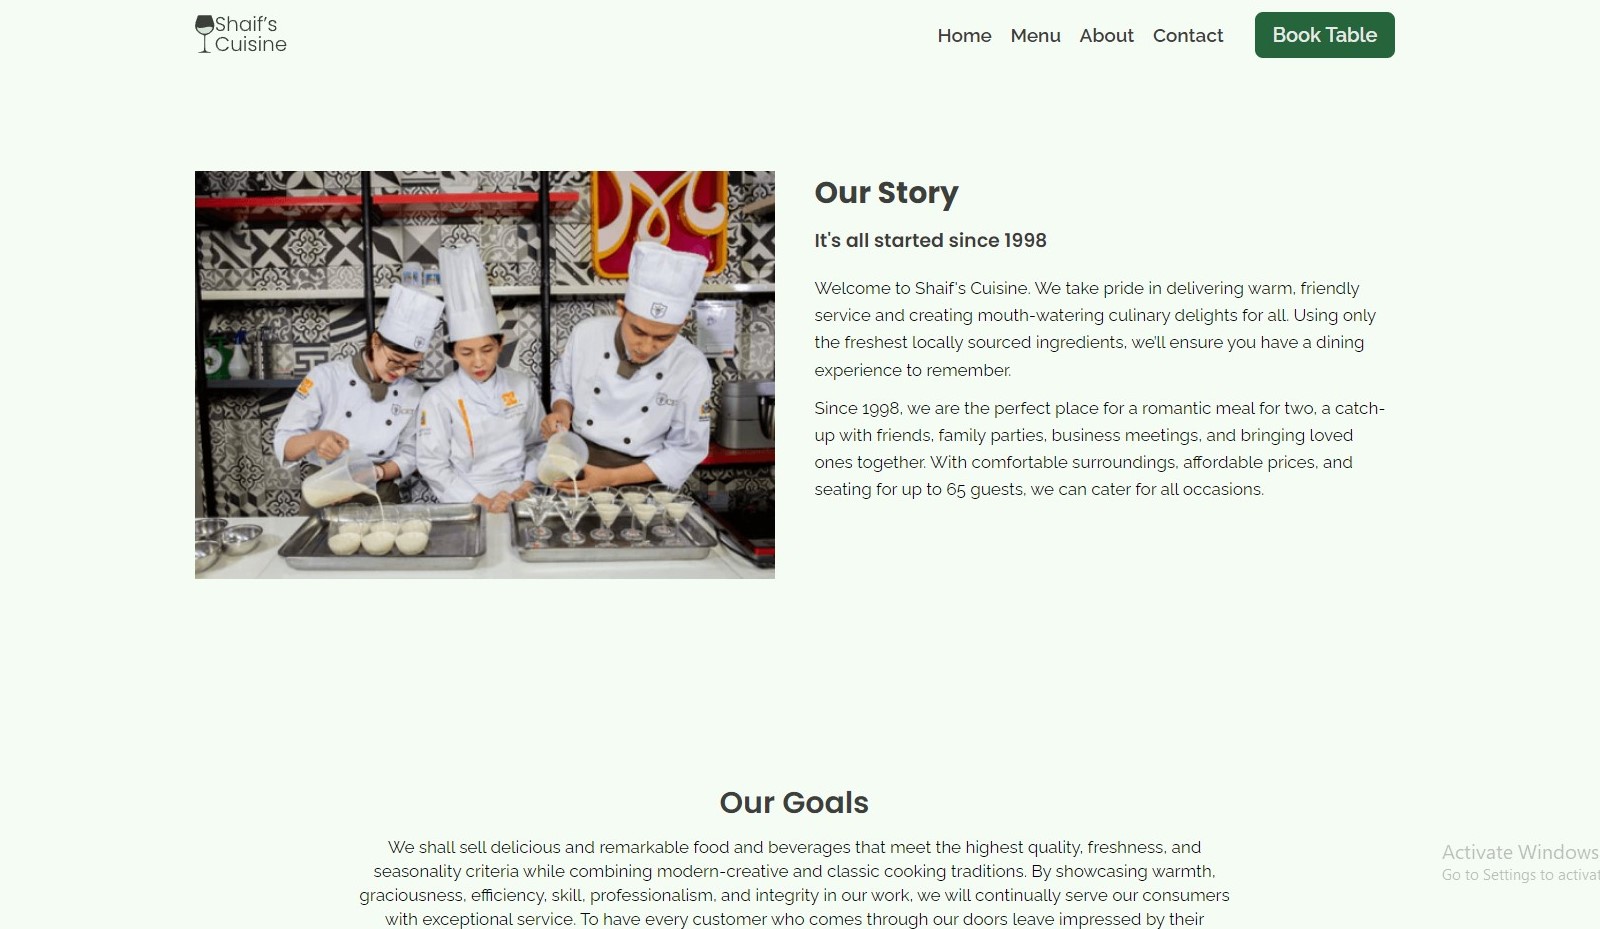 Shaif's
Cuisine
Home Menu About Contact Book Table
Our Story
It's all started since 1998
Welcome to Shaif's Cuisine. We take pride in delivering warm, friendly
service and creating mouth-watering culinary delights for all. Using only
the freshest locally sourced ingredients, we'll ensure you have a dining
experience to remember.
Since 1998, we are the perfect place for a romantic meal for two, a catch-
up with friends, family parties, business meetings, and bringing loved
ones together. With comfortable surroundings, affordable prices, and
seating for up to 65 guests, we can cater for all occasions.
Our Goals
We shall sell delicious and remarkable food and beverages that meet the highest quality, freshness, and
seasonality criteria while combining modern-creative and classic cooking traditions. By showcasing warmth,
graciousness, efficiency, skill, professionalism, and integrity in our work, we will continually serve our consumers
with exceptional service. To have every customer who comes through our doors leave impressed by their
Activate Windows
Go to Settings to activat